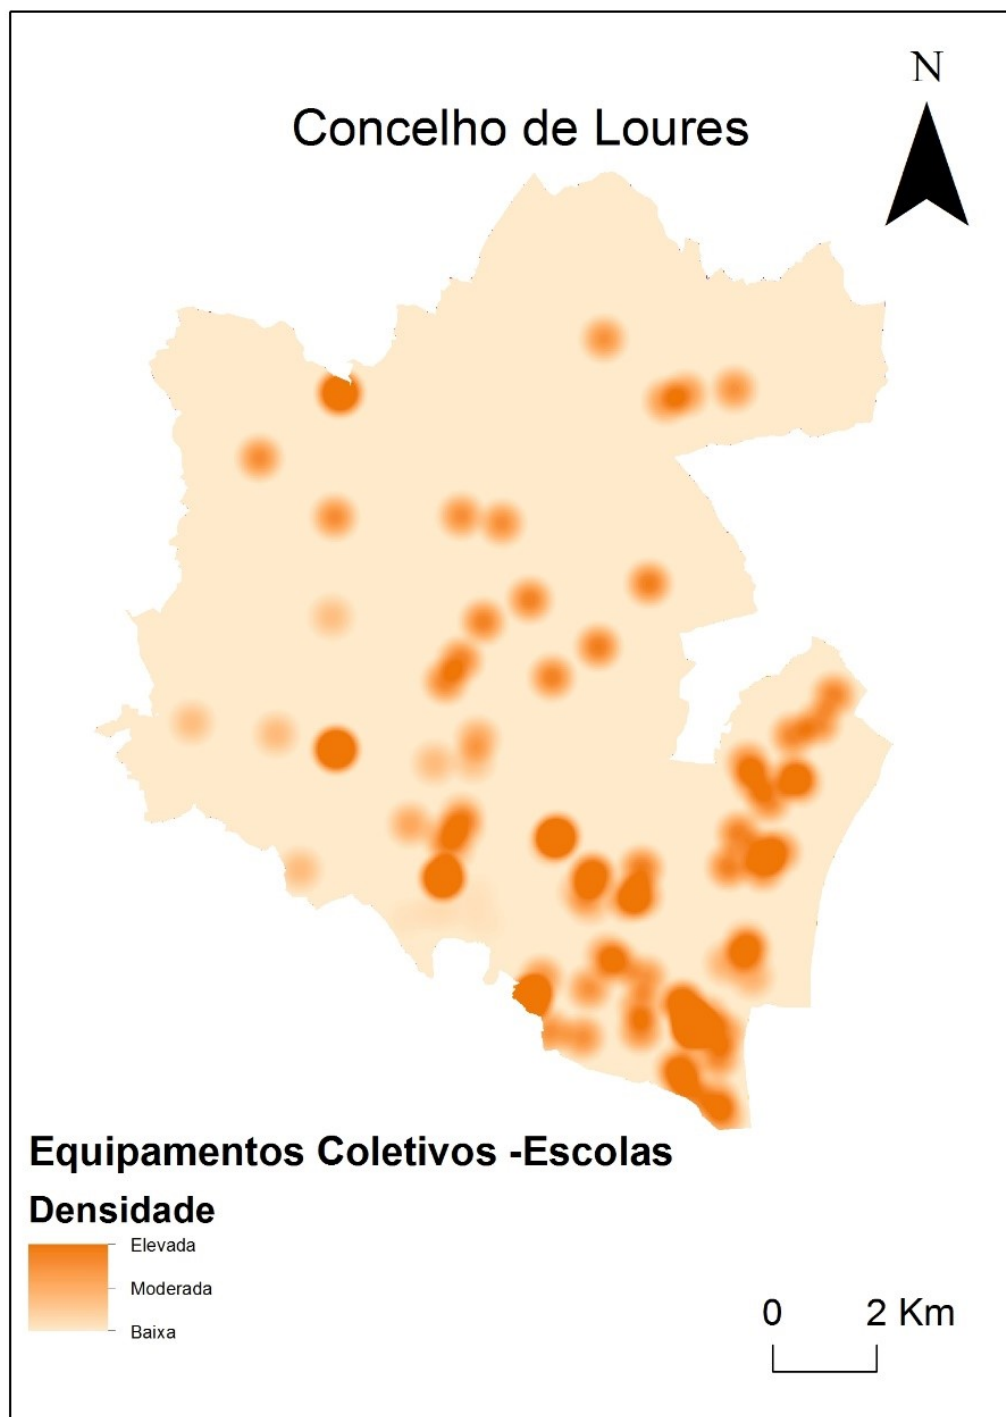 N
Concelho de Loures
Equipamentos Coletivos -Escolas
Densidade
Elevada
Moderada
Baixa
0 2 Km